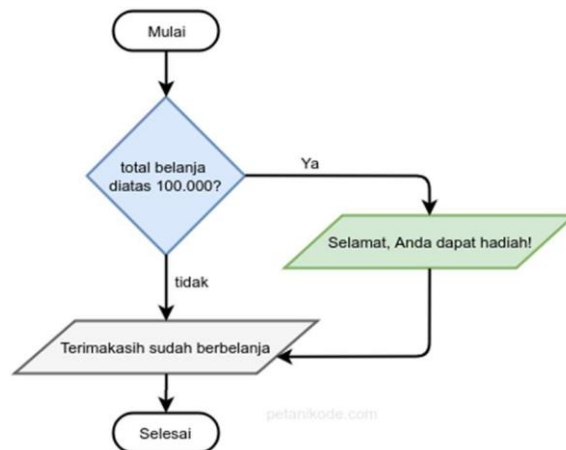 Mulai
total belanja
diatas 100.000?
Ya
Selamat, Anda dapat hadiah!
tidak
Terimakasih sudah berbelanja
petanikode.com
Selesai